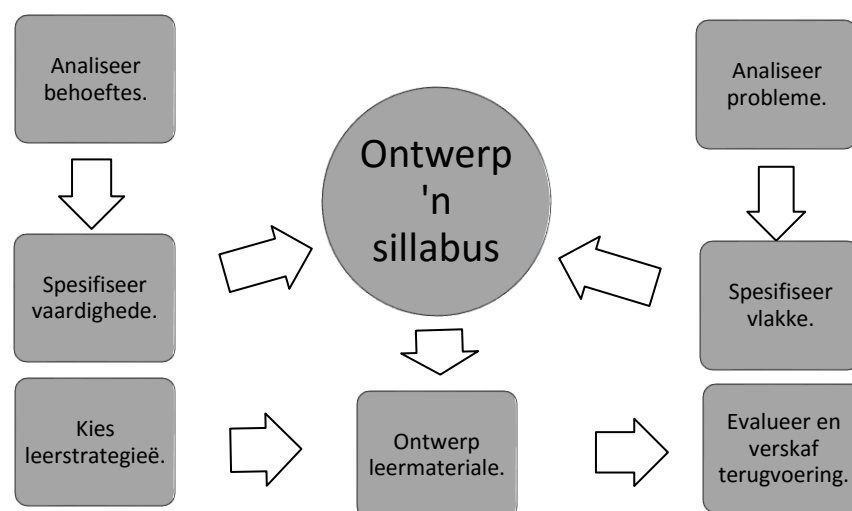 Analiseer
behoeftes.
Analiseer
probleme.
Ontwerp
'n
sillabus
Spesifiseer
vaardighede.
Spesifiseer
vlakke.
Kies
leerstrategieë.
Ontwerp
leermateriale.
Evalueer en
verskaf
terugvoering.